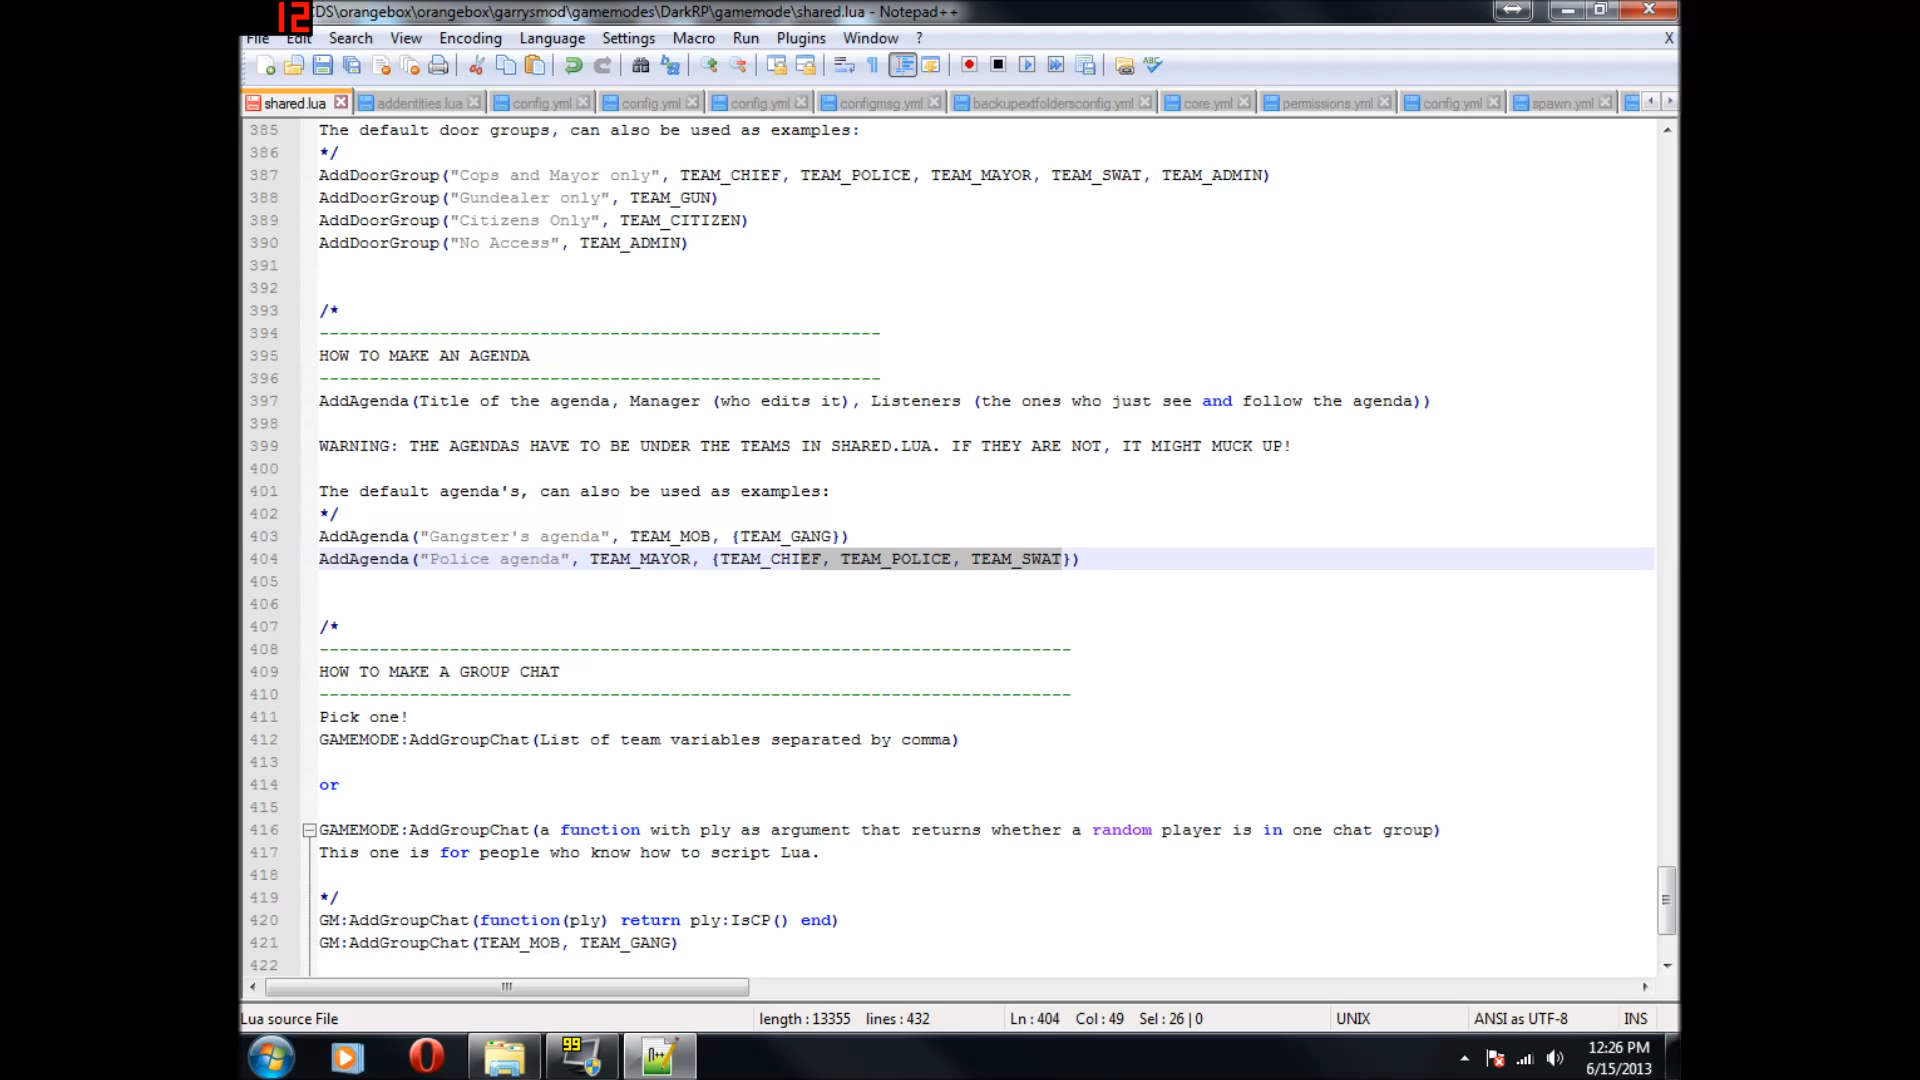 12
CDS\orangebox\orangebox\garrysmod\gamemodes\DarkRP\gamemode\shared.lua - Notepad++
File Edit Search View Encoding Language Settings Macro Run Plugins Window ? X
shared.lua addentities.lua config.yml config.yml config.yml configmsg.yml backupextfoldersconfig.yml core.yml permissions.yml config.yml spawn.yml
385 The default door groups, can also be used as examples:
386 */
387 AddDoorGroup("Cops and Mayor only", TEAM_CHIEF, TEAM_POLICE, TEAM_MAYOR, TEAM_SWAT, TEAM_ADMIN)
388 AddDoorGroup("Gundealer only", TEAM_GUN)
389 AddDoorGroup("Citizens Only", TEAM_CITIZEN)
390 AddDoorGroup("No Access", TEAM_ADMIN)
391
392
393 /*
394 --------------------------------------------------------
395 HOW TO MAKE AN AGENDA
396 --------------------------------------------------------
397 AddAgenda(Title of the agenda, Manager (who edits it), Listeners (the ones who just see and follow the agenda))
398
399 WARNING: THE AGENDAS HAVE TO BE UNDER THE TEAMS IN SHARED.LUA. IF THEY ARE NOT, IT MIGHT MUCK UP!
400
401 The default agenda's, can also be used as examples:
402 */
403 AddAgenda("Gangster's agenda", TEAM_MOB, {TEAM_GANG})
404 AddAgenda("Police agenda", TEAM_MAYOR, {TEAM_CHIEF, TEAM_POLICE, TEAM_SWAT})
405
406
407 /*
408 ---------------------------------------------------------------------------
409 HOW TO MAKE A GROUP CHAT
410 ---------------------------------------------------------------------------
411 Pick one!
412 GAMEMODE:AddGroupChat(List of team variables separated by comma)
413
414 or
415
416 GAMEMODE:AddGroupChat(a function with ply as argument that returns whether a random player is in one chat group)
417 This one is for people who know how to script Lua.
418
419 */
420 GM:AddGroupChat(function(ply) return ply:IsCP() end)
421 GM:AddGroupChat(TEAM_MOB, TEAM_GANG)
422
Lua source File length : 13355 lines : 432 Ln : 404 Col : 49 Sel : 26 | 0 UNIX ANSI as UTF-8 INS
99
12:26 PM
6/15/2013